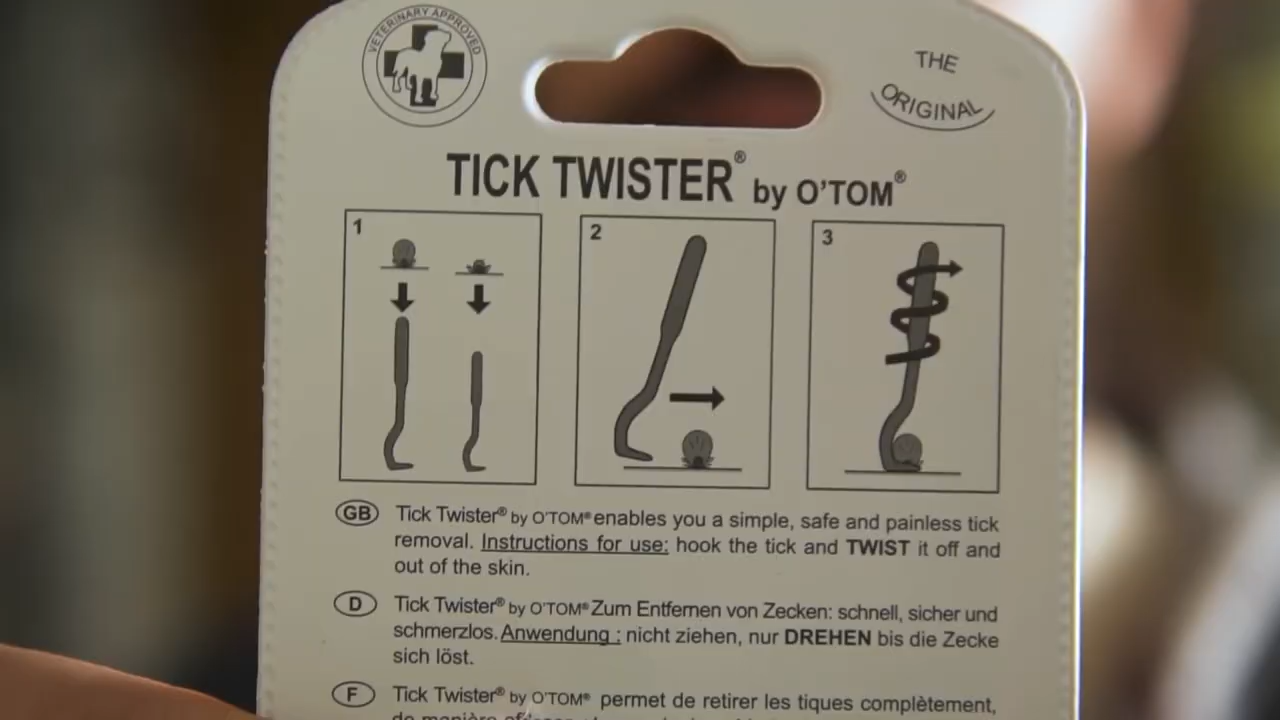 VETERINARY APPROVED
THE
ORIGINAL
TICK TWISTER® by O'TOM®
1
2
3
GB
Tick Twister® by O'TOM® enables you a simple, safe and painless tick
removal. Instructions for use: hook the tick and TWIST it off and
out of the skin.
D
Tick Twister® by O'TOM® Zum Entfernen von Zecken: schnell, sicher und
schmerzlos. Anwendung : nicht ziehen, nur DREHEN bis die Zecke
sich löst.
F
Tick Twister® by O'TOM® permet de retirer les tiques complètement,
de manière